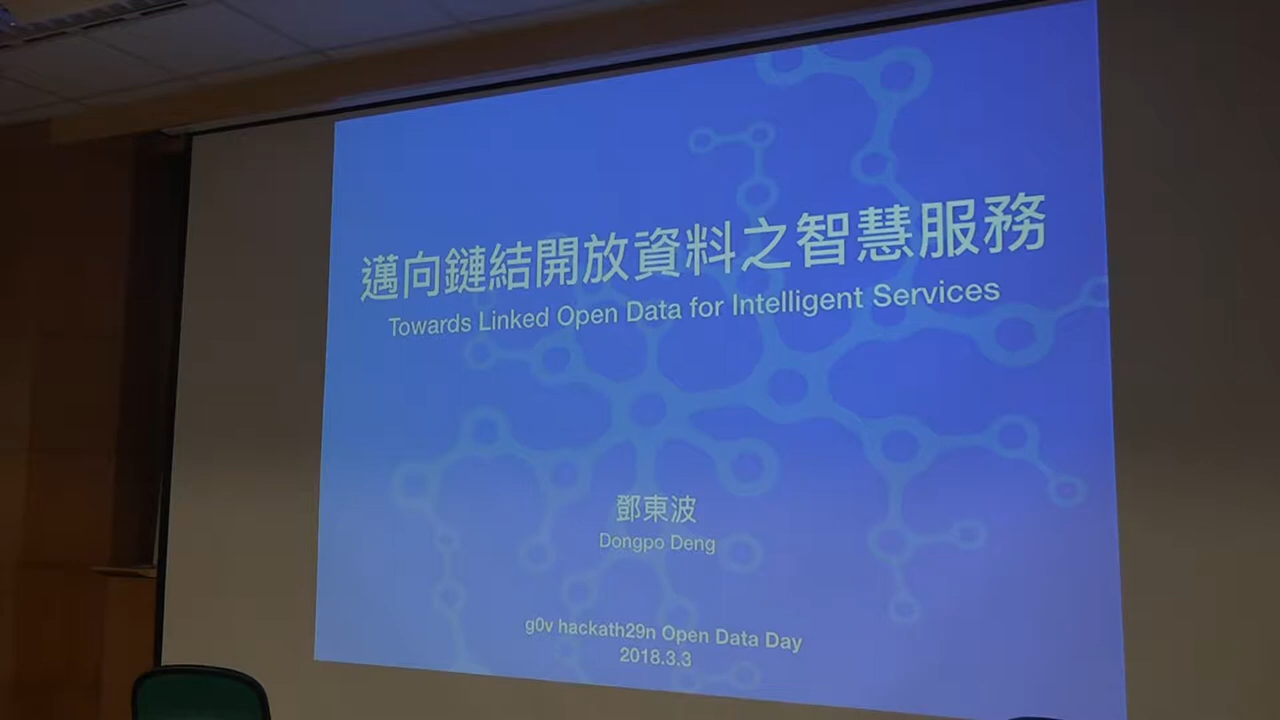 邁向鏈結開放資料之智慧服務
Towards Linked Open Data for Intelligent Services
鄧東波
Dongpo Deng
g0v hackath29n Open Data Day
2018.3.3